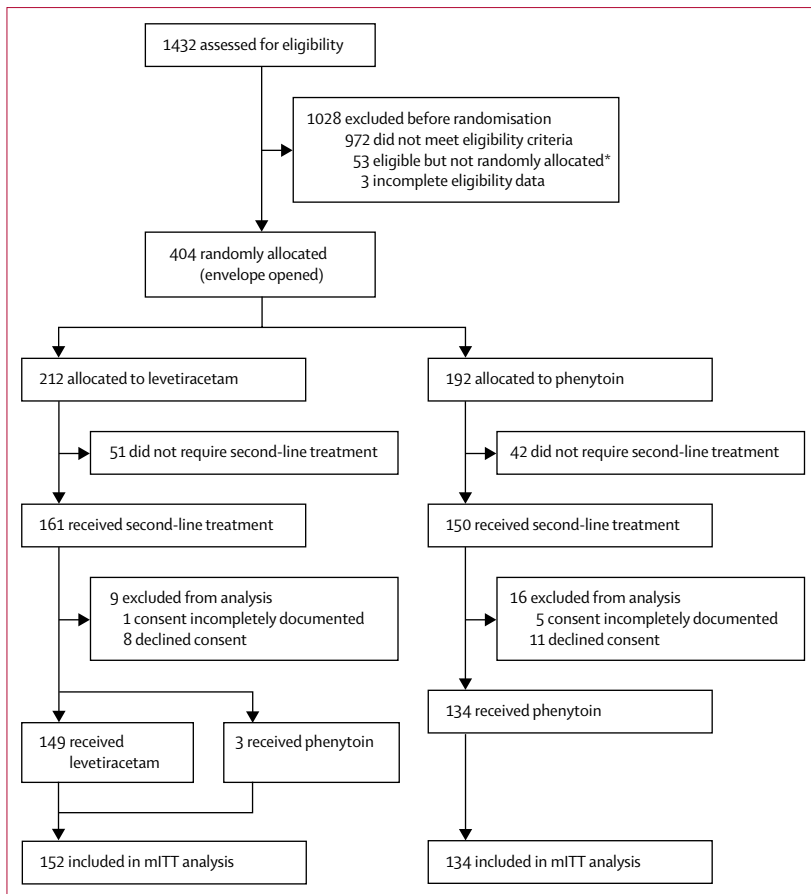 1432 assessed for eligibility
1028 excluded before randomisation
972 did not meet eligibility criteria
53 eligible but not randomly allocated*
3 incomplete eligibility data
404 randomly allocated
(envelope opened)
212 allocated to levetiracetam
192 allocated to phenytoin
51 did not require second-line treatment
42 did not require second-line treatment
161 received second-line treatment
150 received second-line treatment
9 excluded from analysis
1 consent incompletely documented
8 declined consent
16 excluded from analysis
5 consent incompletely documented
11 declined consent
134 received phenytoin
149 received
levetiracetam
3 received phenytoin
152 included in mITT analysis
134 included in mITT analysis